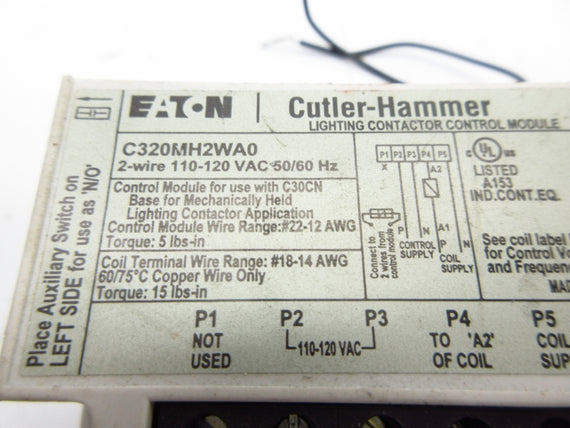 EATON | Cutler-Hammer
LIGHTING CONTACTOR CONTROL MODULE
C320MH2WA0
2-wire 110-120 VAC 50/60 Hz
Control Module for use with C30CN
Base for Mechanically Held
Lighting Contactor Application
Control Module Wire Range:#22-12 AWG
Torque: 5 lbs-in
Coil Terminal Wire Range: #18-14 AWG
60/75°C Copper Wire Only
Torque: 15 lbs-in
Place Auxiliary Switch on
LEFT SIDE for use as 'N/O'
P1 P2 P3 P4 P5
X
A2
Connect to
2 wires from
control module
P N A1
CONTROL
SUPPLY
P N
COIL
SUPPLY
c UL us
LISTED
A153
IND.CONT.EQ.
See coil label
for Control Vo
and Frequenc
MAD
P1 P2 P3 P4 P5
NOT
USED
110-120 VAC
TO 'A2'
OF COIL
COIL
SUP